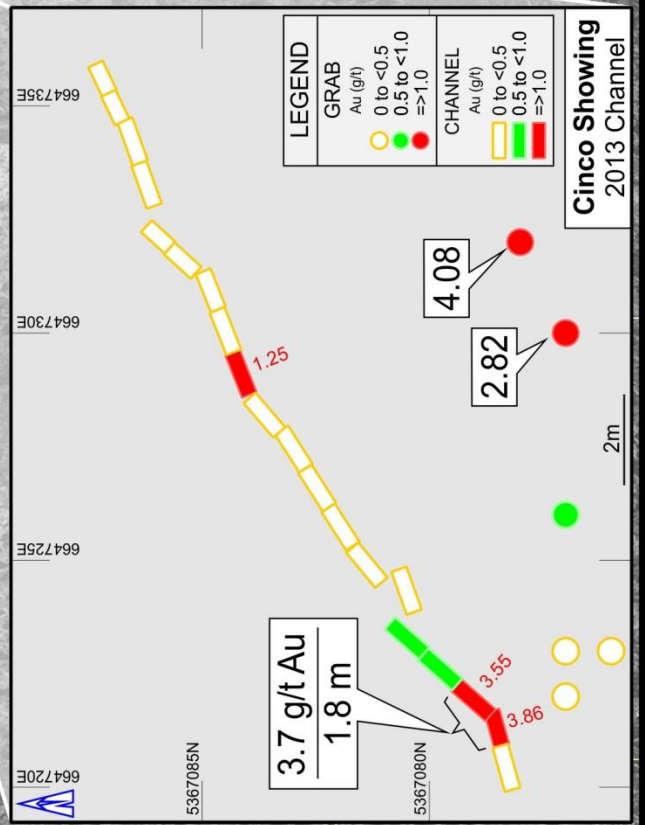 664720E
664725E
664730E
664735E
5367085N
5367080N
3.7 g/t Au
1.8 m
3.55
3.86
1.25
2.82
4.08
2m
LEGEND
GRAB
Au (g/t)
0 to <0.5
0.5 to <1.0
=>1.0
CHANNEL
Au (g/t)
0 to <0.5
0.5 to <1.0
=>1.0
Cinco Showing
2013 Channel